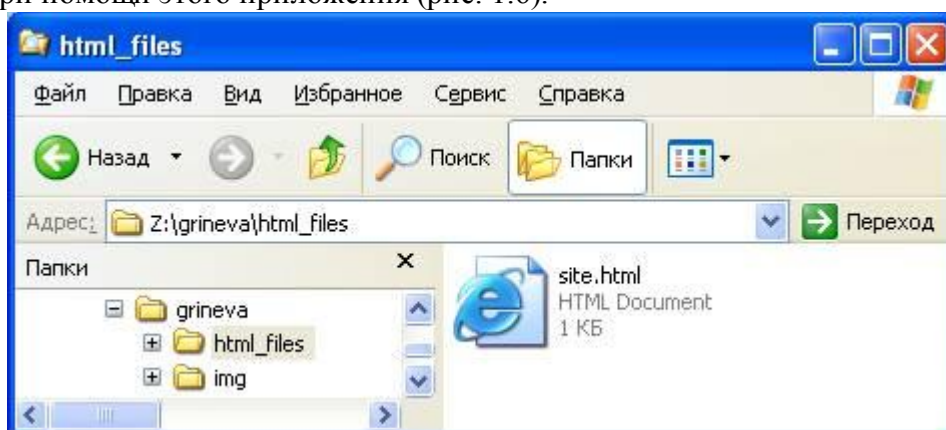 при помощи этого приложения (рис. 1.6).
html_files
Файл Правка Вид Избранное Сервис Справка
Назад Поиск Папки
Адрес: Z:\grineva\html_files Переход
Папки
grineva
html_files
img
site.html
HTML Document
1 КБ